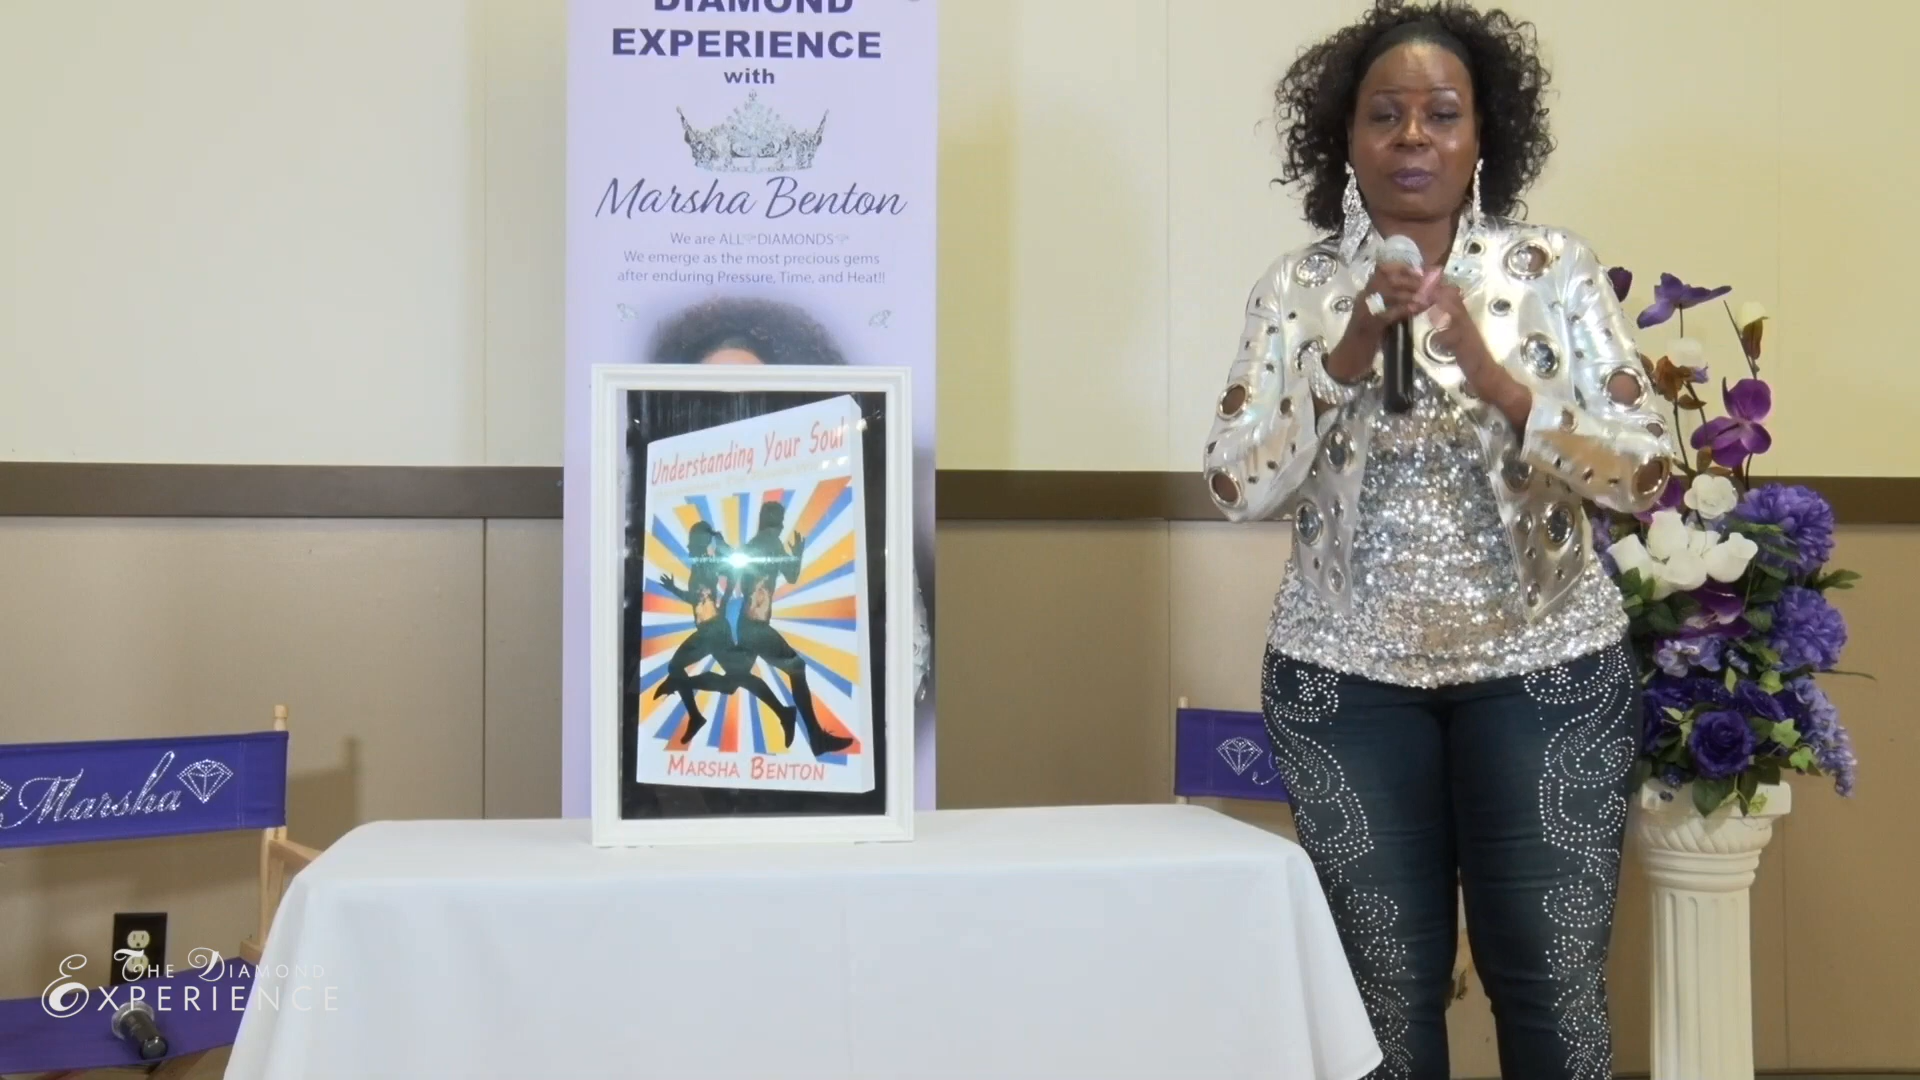 DIAMOND
EXPERIENCE
with
Marsha Benton
We are ALL DIAMONDS
We emerge as the most precious gems
after enduring Pressure, Time, and Heat!!
Understanding Your Soul
MARSHA BENTON
Marsha
THE DIAMOND
EXPERIENCE